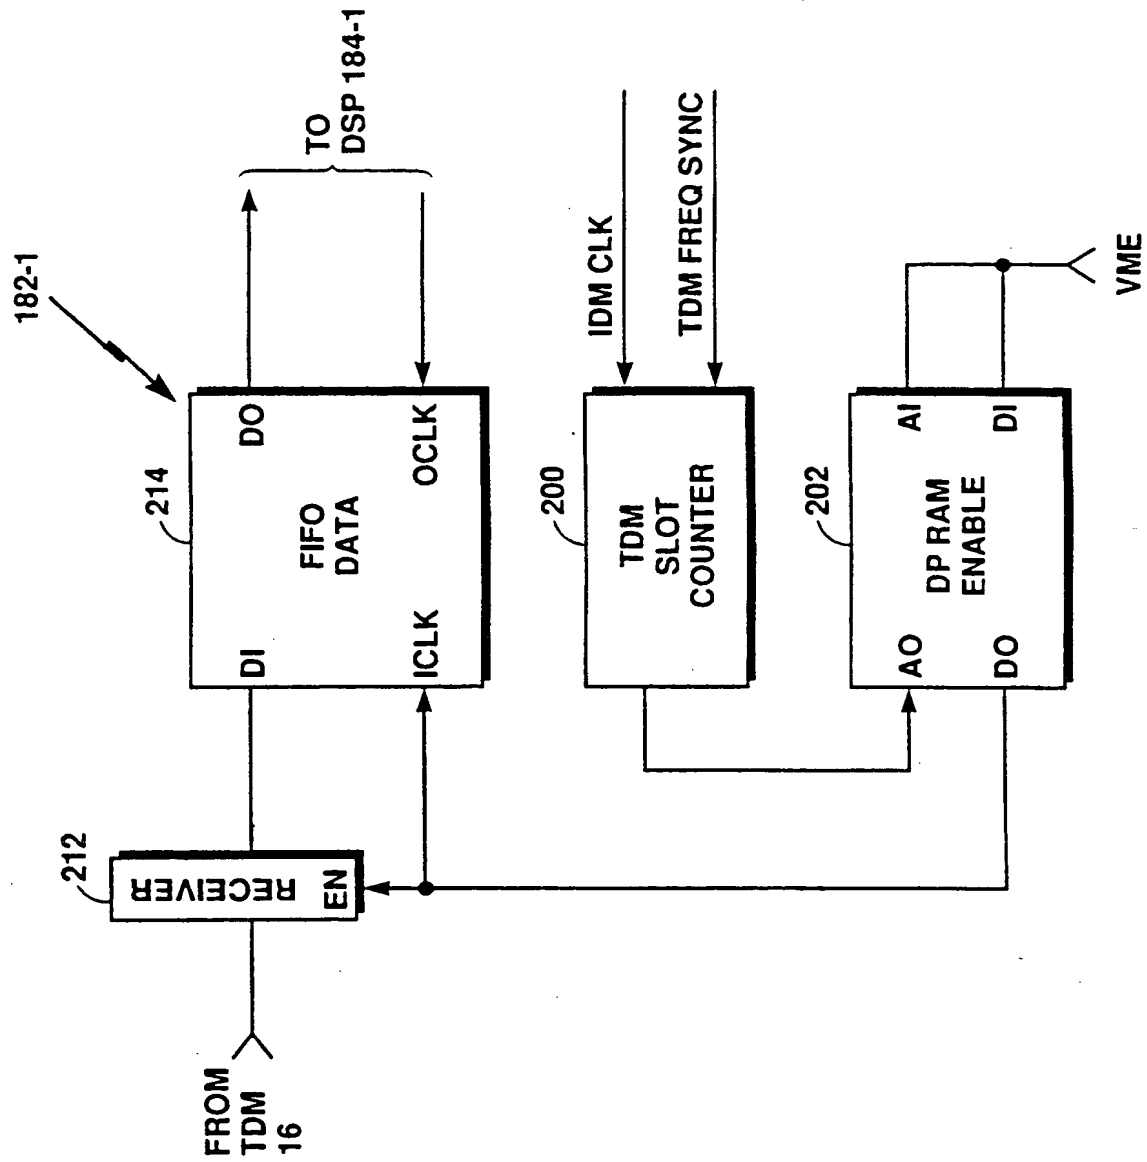 182-1
212
214
FROM
TDM
16
RECEIVER
EN
DI
DO
FIFO
DATA
ICLK
OCLK
TO
DSP 184-1
200
TDM
SLOT
COUNTER
IDM CLK
TDM FREQ SYNC
202
AO
AI
DP RAM
ENABLE
DO
DI
VME